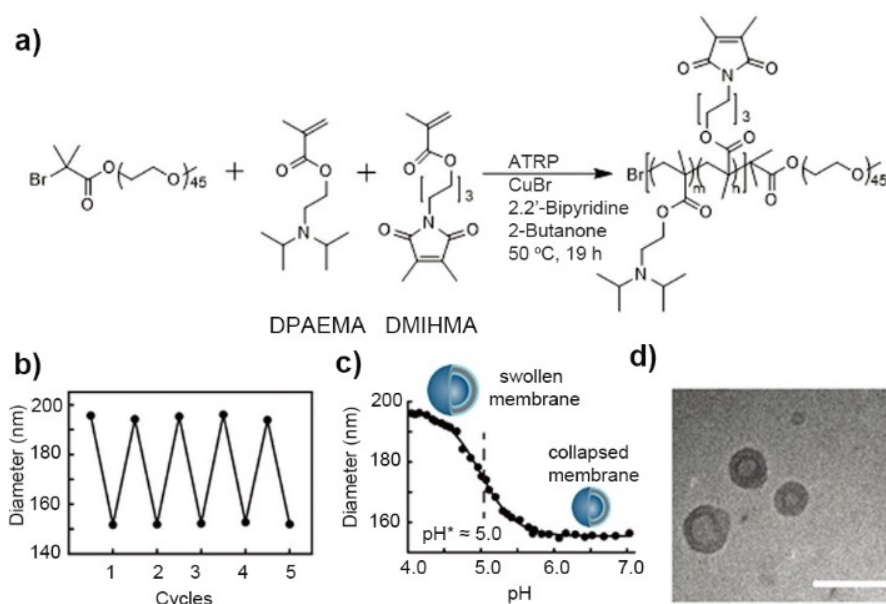 a)
Br
O
O
O
45
+
O
O
N
+
O
O
3
O
N
O
ATRP
CuBr
2.2'-Bipyridine
2-Butanone
50 °C, 19 h
O
N
O
3
O
O
Br
m
n
O
O
O
45
O
O
N
DPAEMA DMIHMA
b)
Diameter (nm)
200
180
160
140
1 2 3 4 5
Cycles
c)
Diameter (nm)
200
180
160
swollen
membrane
collapsed
membrane
pH* ≈ 5.0
4.0 5.0 6.0 7.0
pH
d)